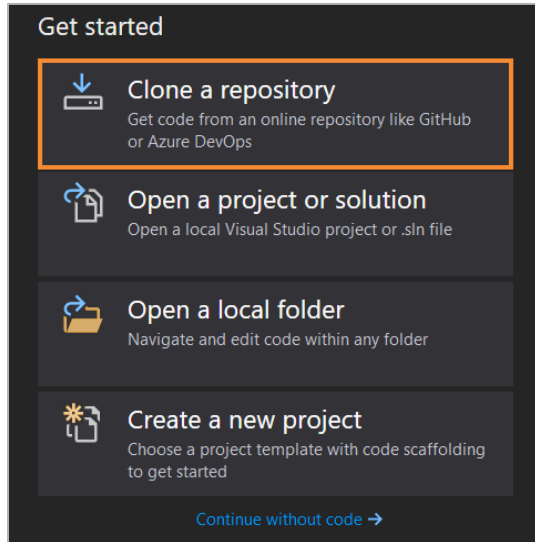 Get started
Clone a repository
Get code from an online repository like GitHub
or Azure DevOps
Open a project or solution
Open a local Visual Studio project or .sln file
Open a local folder
Navigate and edit code within any folder
Create a new project
Choose a project template with code scaffolding
to get started
Continue without code →